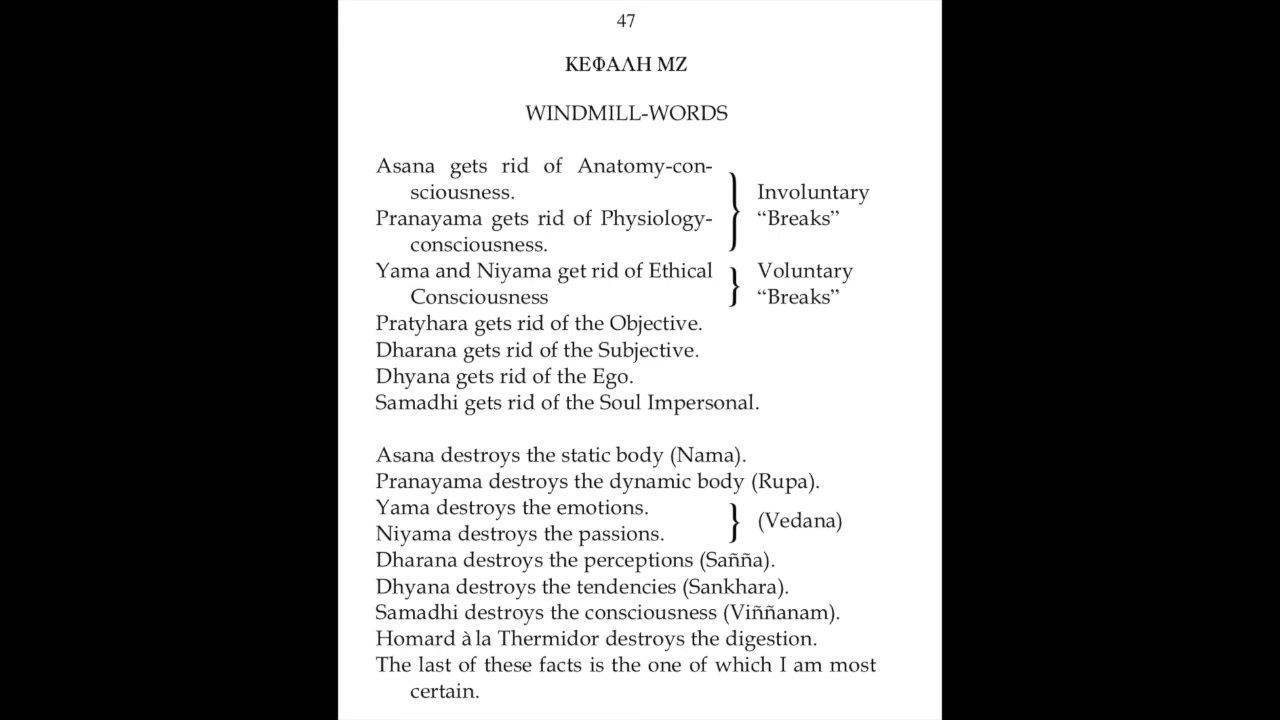 47
ΚΕΦΑΛΗ ΜΖ
WINDMILL-WORDS
Asana gets rid of Anatomy-con-
sciousness.
Pranayama gets rid of Physiology-
consciousness.
} Involuntary
“Breaks”
Yama and Niyama get rid of Ethical
Consciousness
} Voluntary
“Breaks”
Pratyhara gets rid of the Objective.
Dharana gets rid of the Subjective.
Dhyana gets rid of the Ego.
Samadhi gets rid of the Soul Impersonal.
Asana destroys the static body (Nama).
Pranayama destroys the dynamic body (Rupa).
Yama destroys the emotions.
Niyama destroys the passions.
} (Vedana)
Dharana destroys the perceptions (Sañña).
Dhyana destroys the tendencies (Sankhara).
Samadhi destroys the consciousness (Viññanam).
Homard à la Thermidor destroys the digestion.
The last of these facts is the one of which I am most
certain.